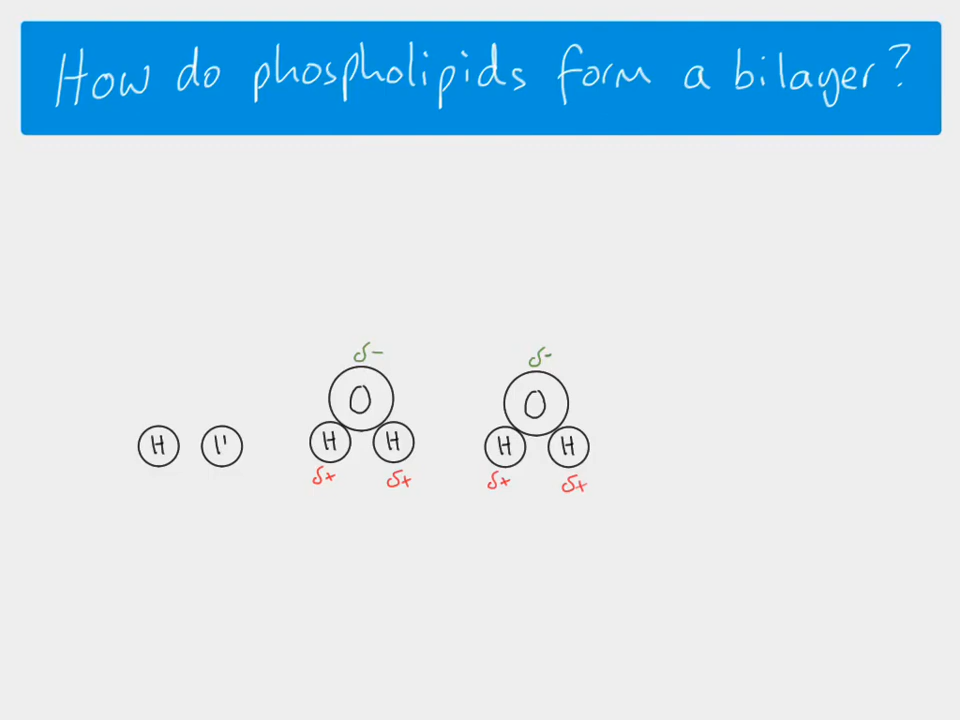 How do phospholipids form a bilayer?
δ- δ-
O O
H H H H H
δ+ δ+ δ+ δ+